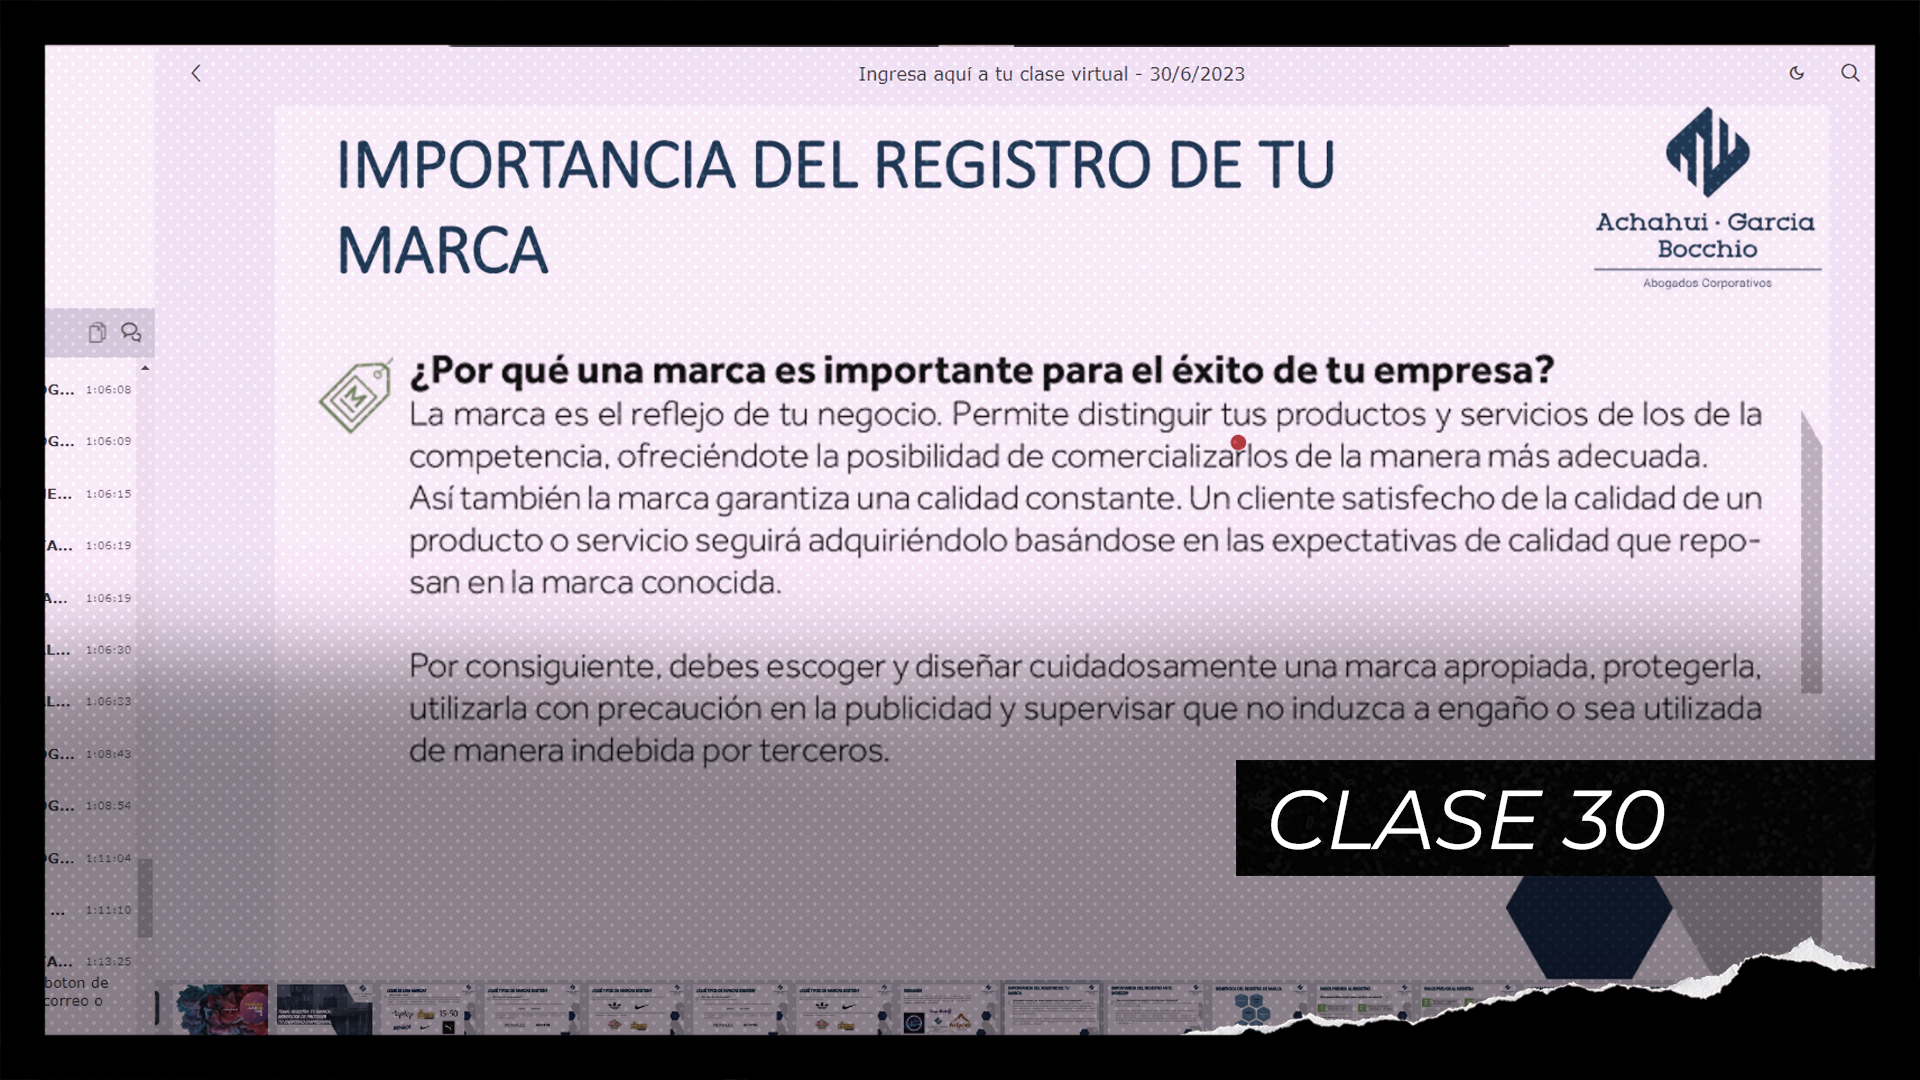 Ingresa aquí a tu clase virtual - 30/6/2023
IMPORTANCIA DEL REGISTRO DE TU
MARCA
Achahui · Garcia
Bocchio
Abogados Corporativos
¿Por qué una marca es importante para el éxito de tu empresa?
La marca es el reflejo de tu negocio. Permite distinguir tus productos y servicios de los de la
competencia, ofreciéndote la posibilidad de comercializarlos de la manera más adecuada.
Así también la marca garantiza una calidad constante. Un cliente satisfecho de la calidad de un
producto o servicio seguirá adquiriéndolo basándose en las expectativas de calidad que repo-
san en la marca conocida.
Por consiguiente, debes escoger y diseñar cuidadosamente una marca apropiada, protegerla,
utilizarla con precaución en la publicidad y supervisar que no induzca a engaño o sea utilizada
de manera indebida por terceros.
CLASE 30
OG... 1:06:08
OG... 1:06:09
IE... 1:06:15
'A... 1:06:19
A... 1:06:19
L... 1:06:30
L... 1:06:33
OG... 1:08:43
OG... 1:08:54
OG... 1:11:04
... 1:11:10
'A... 1:13:25
boton de
correo o